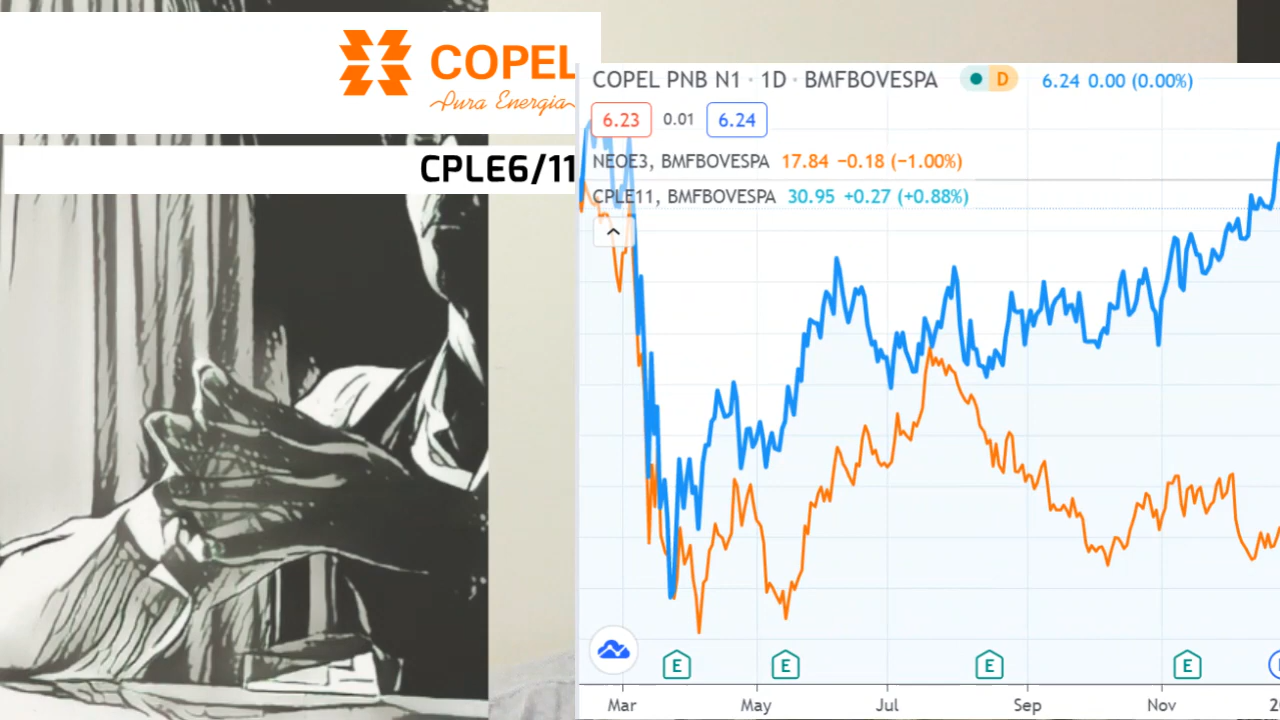 COPEL
Pura Energia
CPLE6/11
COPEL PNB N1 · 1D · BMFBOVESPA D 6.24 0.00 (0.00%)
6.23 0.01 6.24
NEOE3, BMFBOVESPA 17.84 −0.18 (−1.00%)
CPLE11, BMFBOVESPA 30.95 +0.27 (+0.88%)
E E E E
Mar May Jul Sep Nov